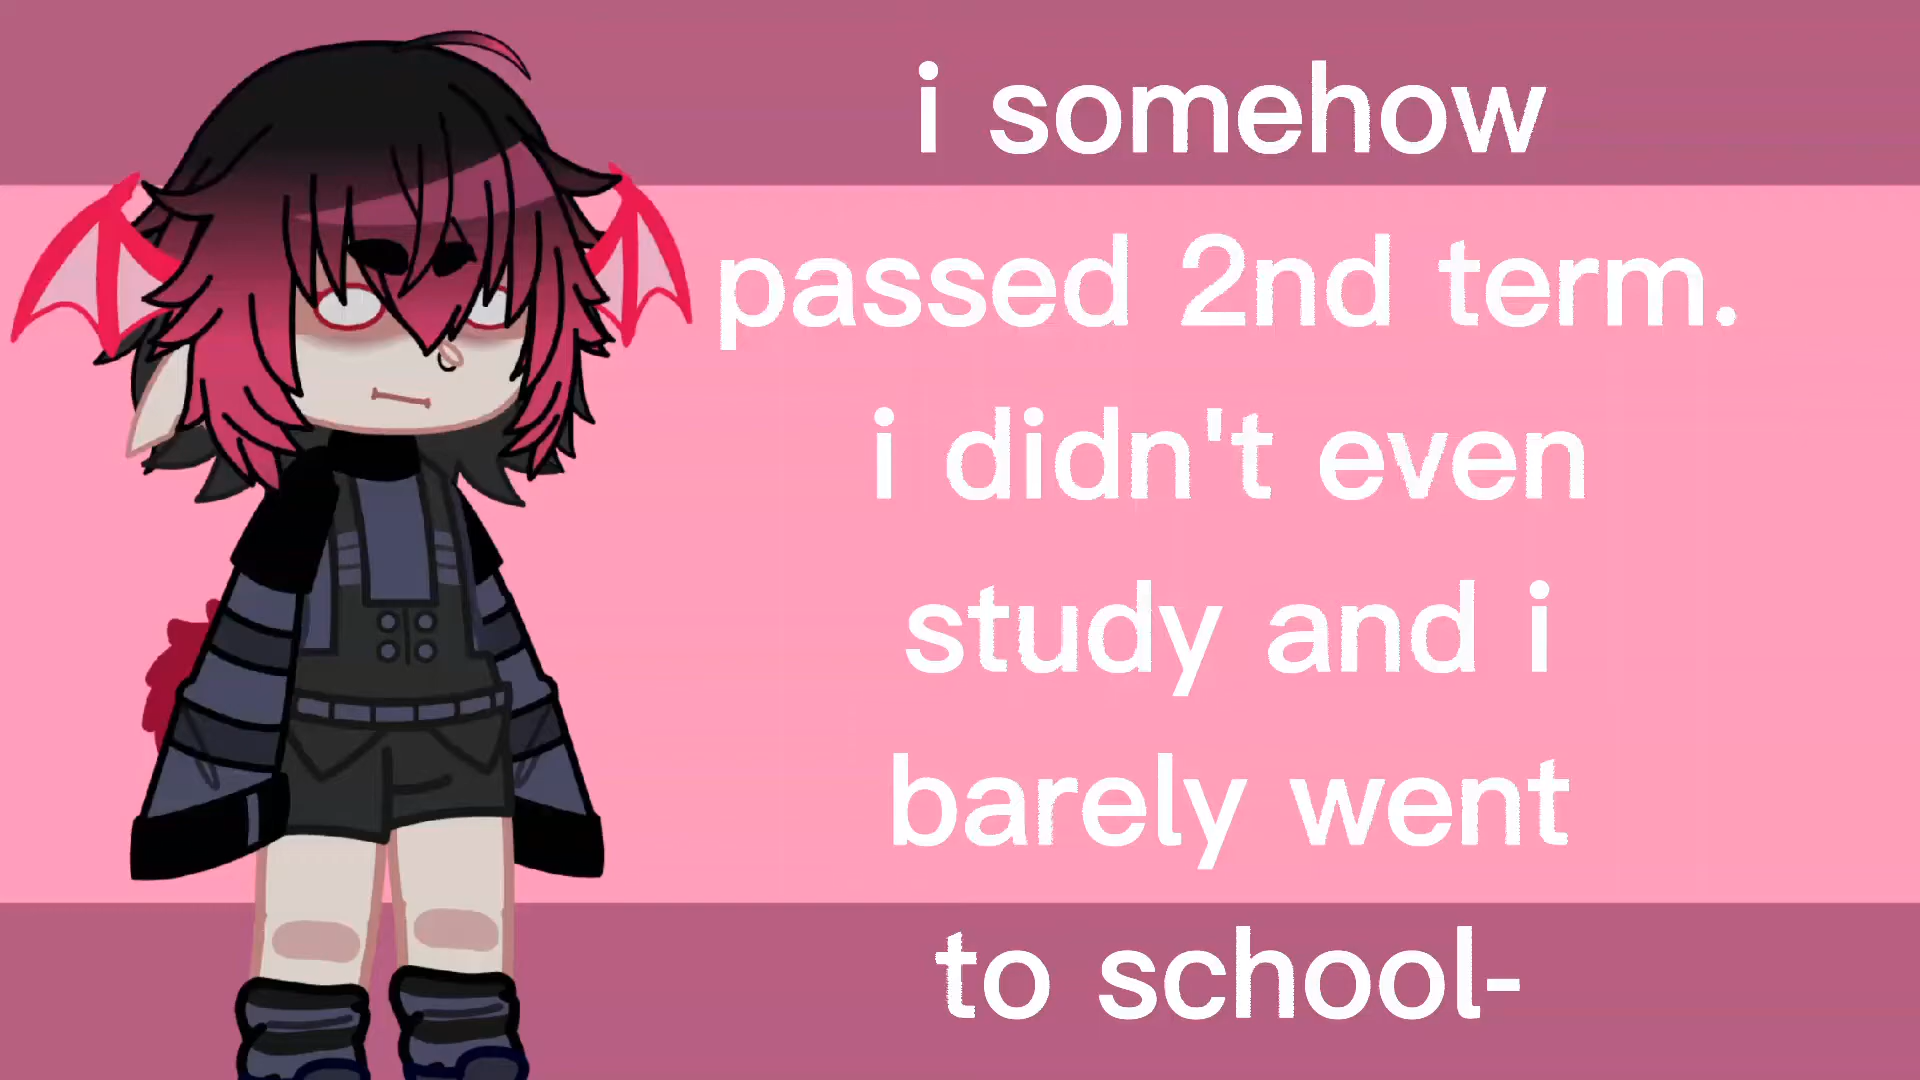 i somehow
passed 2nd term.
i didn't even
study and i
barely went
to school-